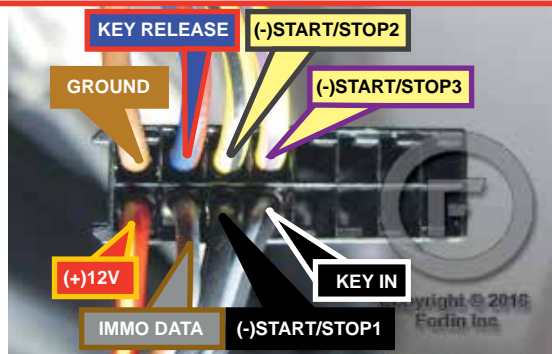 KEY RELEASE
(-)START/STOP2
GROUND
(-)START/STOP3
(+)12V
KEY IN
IMMO DATA
(-)START/STOP1
Copyright © 2016
Fortin Inc